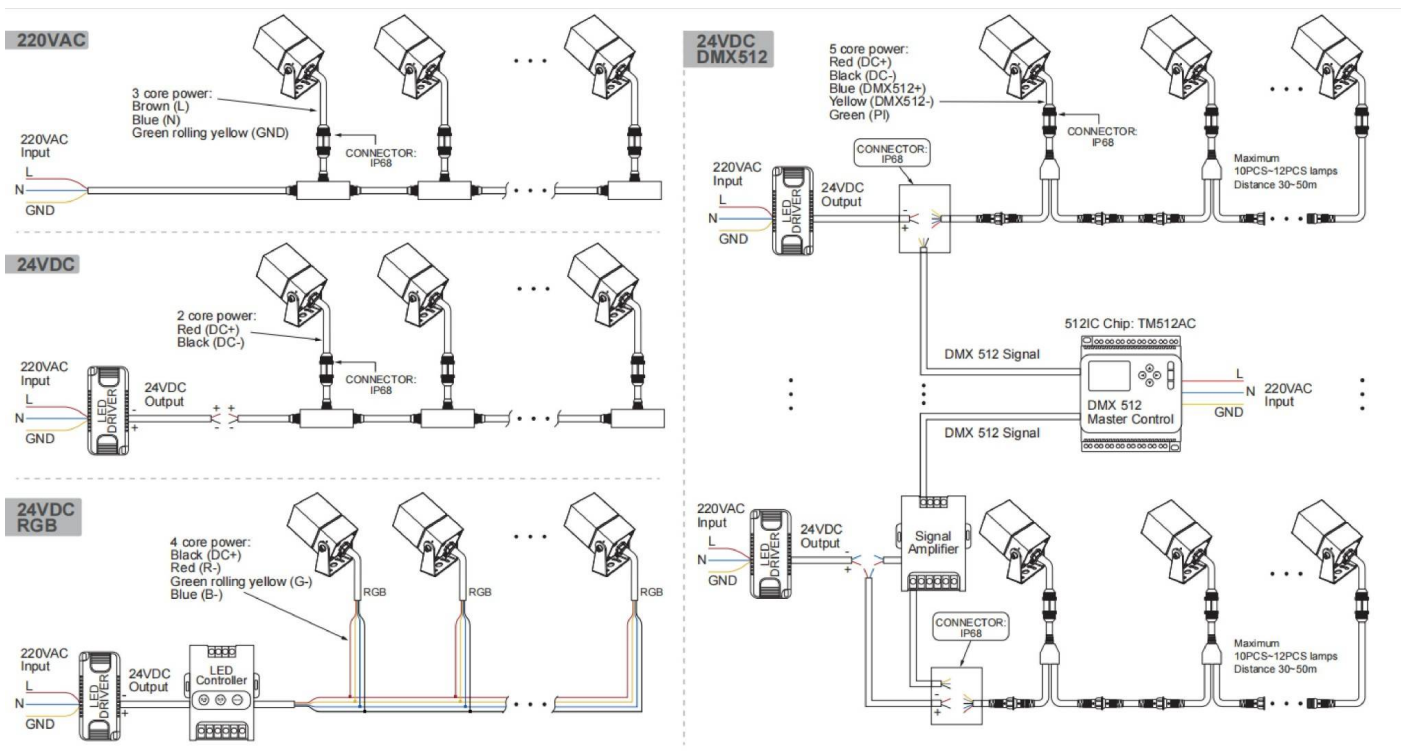 220VAC
3 core power:
Brown (L)
Blue (N)
Green rolling yellow (GND)
220VAC
Input
L
N
GND
CONNECTOR:
IP68
24VDC
2 core power:
Red (DC+)
Black (DC-)
220VAC
Input
L
N
GND
LED
DRIVER
24VDC
Output
-
+
+ +
- -
CONNECTOR:
IP68
24VDC
RGB
4 core power:
Black (DC+)
Red (R-)
Green rolling yellow (G-)
Blue (B-)
RGB
RGB
RGB
220VAC
Input
L
N
GND
LED
DRIVER
24VDC
Output
-
+
LED
Controller
24VDC
DMX512
5 core power:
Red (DC+)
Black (DC-)
Blue (DMX512+)
Yellow (DMX512-)
Green (PI)
CONNECTOR:
IP68
CONNECTOR:
IP68
Maximum
10PCS~12PCS lamps
Distance 30~50m
220VAC
Input
L
N
GND
LED
DRIVER
24VDC
Output
-
+
512IC Chip: TM512AC
DMX 512 Signal
DMX 512
Master Control
L
N
GND
220VAC
Input
DMX 512 Signal
220VAC
Input
L
N
GND
LED
DRIVER
24VDC
Output
-
+
Signal
Amplifier
CONNECTOR:
IP68
-
+
Maximum
10PCS~12PCS lamps
Distance 30~50m